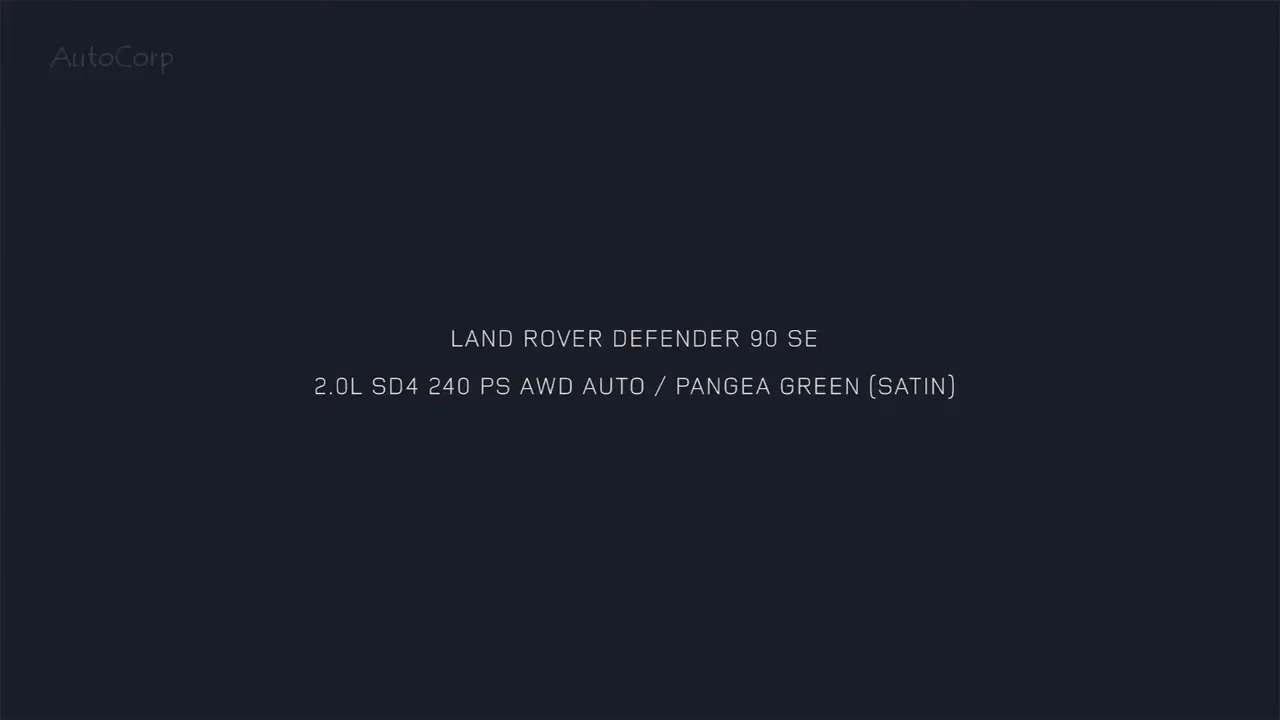 AutoCorp
LAND ROVER DEFENDER 90 SE
2.0L SD4 240 PS AWD AUTO / PANGEA GREEN (SATIN)